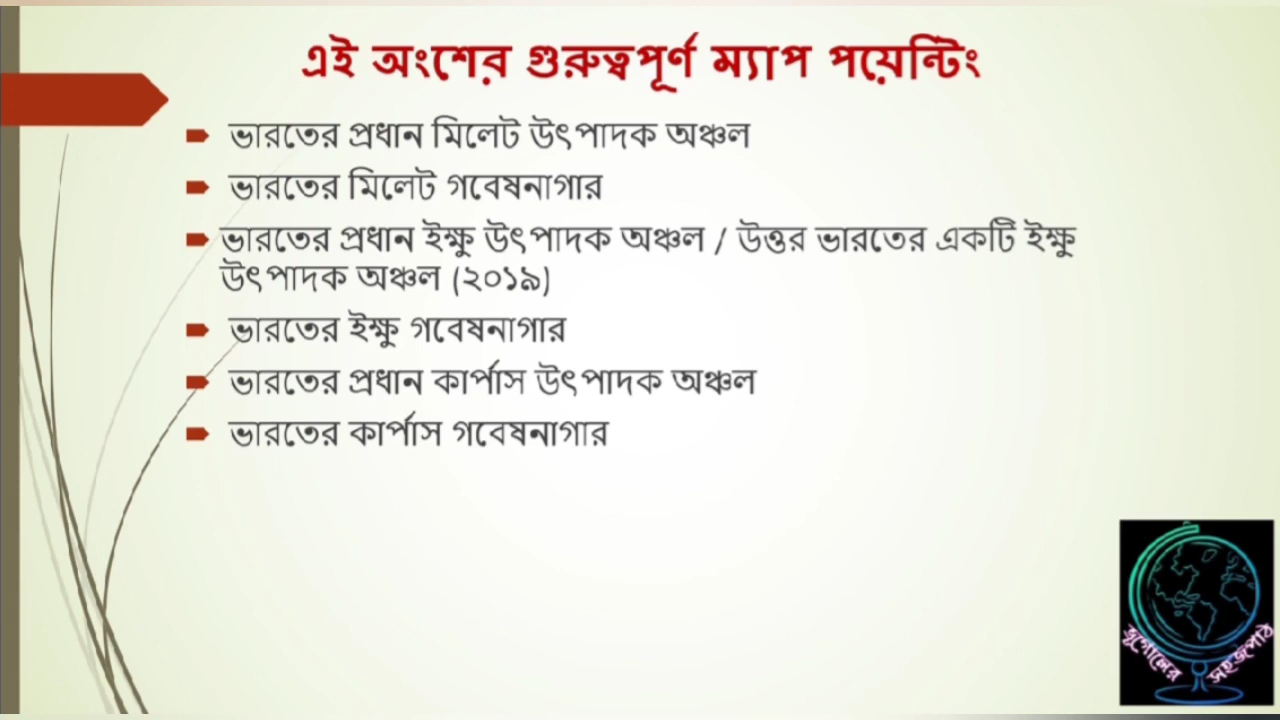 এই অংশের গুরুত্বপূর্ণ ম্যাপ পয়েন্টিং
ভারতের প্রধান মিলেট উৎপাদক অঞ্চল
ভারতের মিলেট গবেষনাগার
ভারতের প্রধান ইক্ষু উৎপাদক অঞ্চল / উত্তর ভারতের একটি ইক্ষু
উৎপাদক অঞ্চল (২০১৯)
ভারতের ইক্ষু গবেষনাগার
ভারতের প্রধান কার্পাস উৎপাদক অঞ্চল
ভারতের কার্পাস গবেষনাগার
ভূগোলের সহজপাঠ